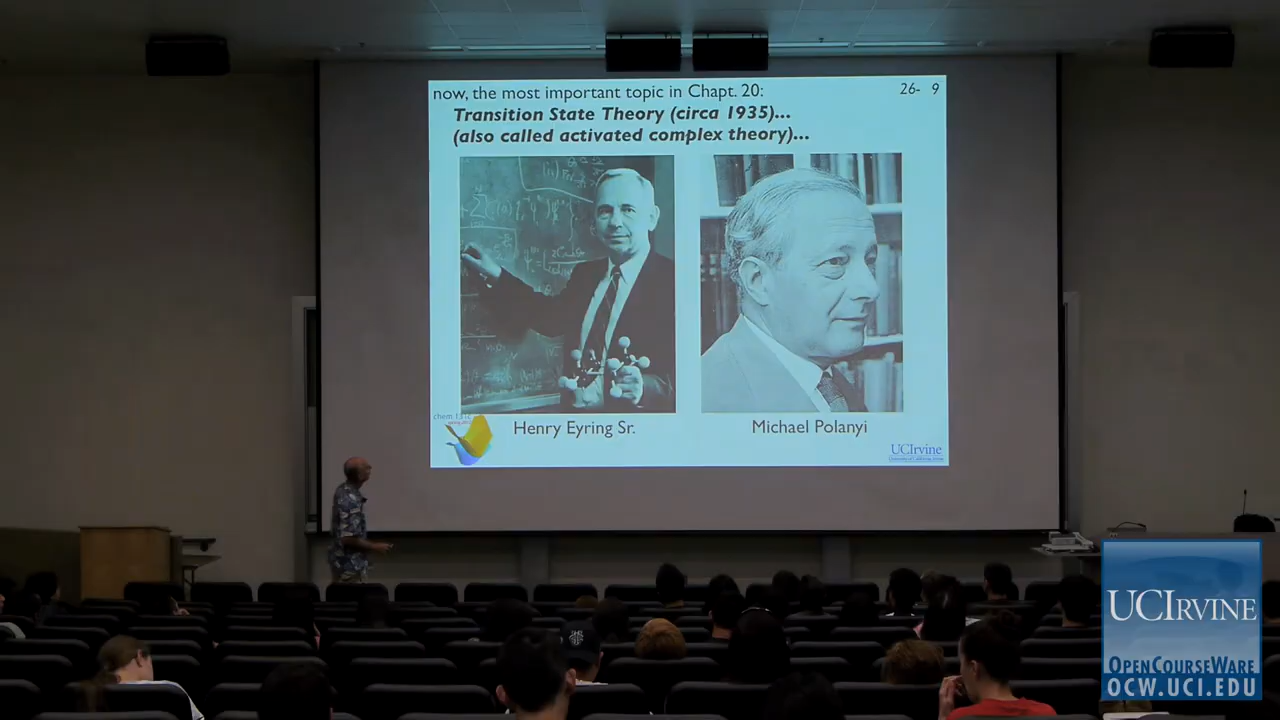 now, the most important topic in Chapt. 20:
26- 9
Transition State Theory (circa 1935)...
(also called activated complex theory)...
Henry Eyring Sr.
Michael Polanyi
UCIrvine
UCIRVINE
OPENCOURSEWARE
OCW.UCI.EDU